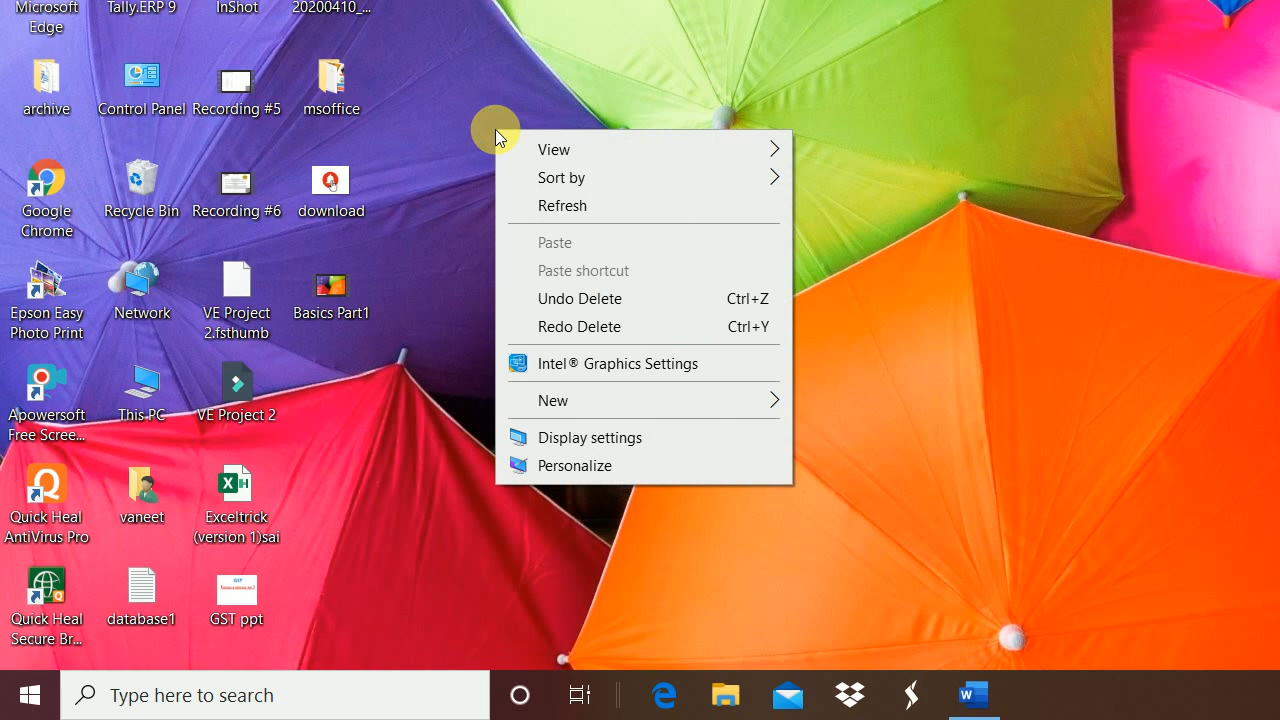 Microsoft
Edge
Tally.ERP 9
InShot
20200410_...
archive
Control Panel
Recording #5
msoffice
Google
Chrome
Recycle Bin
Recording #6
download
Epson Easy
Photo Print
Network
VE Project
2.fsthumb
Basics Part1
Apowersoft
Free Scree...
This PC
VE Project 2
Quick Heal
AntiVirus Pro
vaneet
Exceltrick
(version 1)sai
Quick Heal
Secure Br...
database1
GST ppt
View
Sort by
Refresh
Paste
Paste shortcut
Undo Delete Ctrl+Z
Redo Delete Ctrl+Y
Intel® Graphics Settings
New
Display settings
Personalize
Type here to search